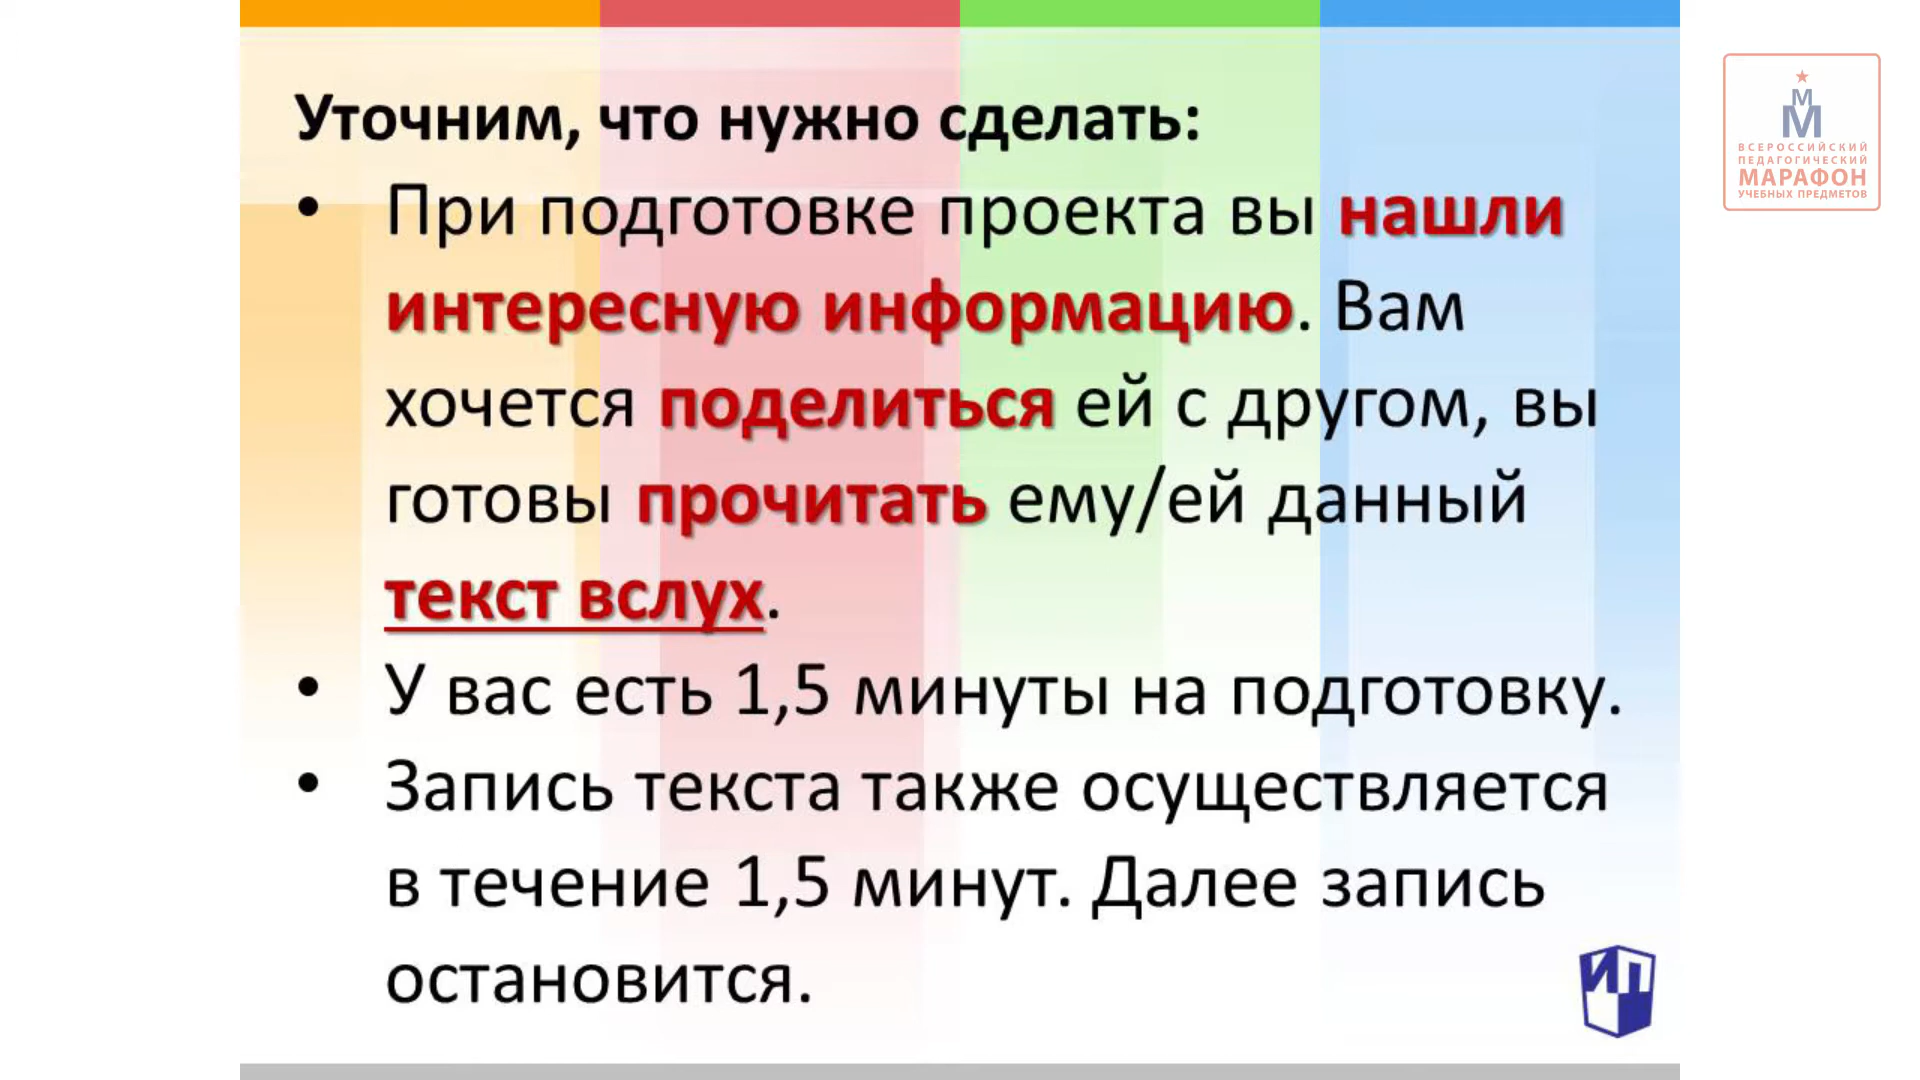 Уточним, что нужно сделать:
• При подготовке проекта вы нашли
интересную информацию. Вам
хочется поделиться ей с другом, вы
готовы прочитать ему/ей данный
текст вслух.
• У вас есть 1,5 минуты на подготовку.
• Запись текста также осуществляется
в течение 1,5 минут. Далее запись
остановится.
М
М
ВСЕРОССИЙСКИЙ
ПЕДАГОГИЧЕСКИЙ
МАРАФОН
УЧЕБНЫХ ПРЕДМЕТОВ
ИП